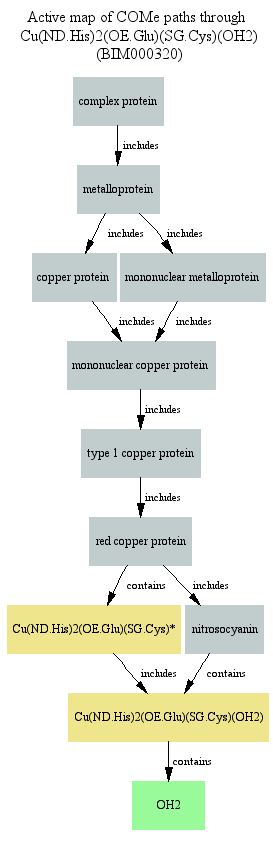 Active map of COMe paths through
Cu(ND.His)2(OE.Glu)(SG.Cys)(OH2)
(BIM000320)
complex protein
includes
metalloprotein
includes includes
copper protein mononuclear metalloprotein
includes includes
mononuclear copper protein
includes
type 1 copper protein
includes
red copper protein
contains includes
Cu(ND.His)2(OE.Glu)(SG.Cys)* nitrosocyanin
includes contains
Cu(ND.His)2(OE.Glu)(SG.Cys)(OH2)
contains
OH2